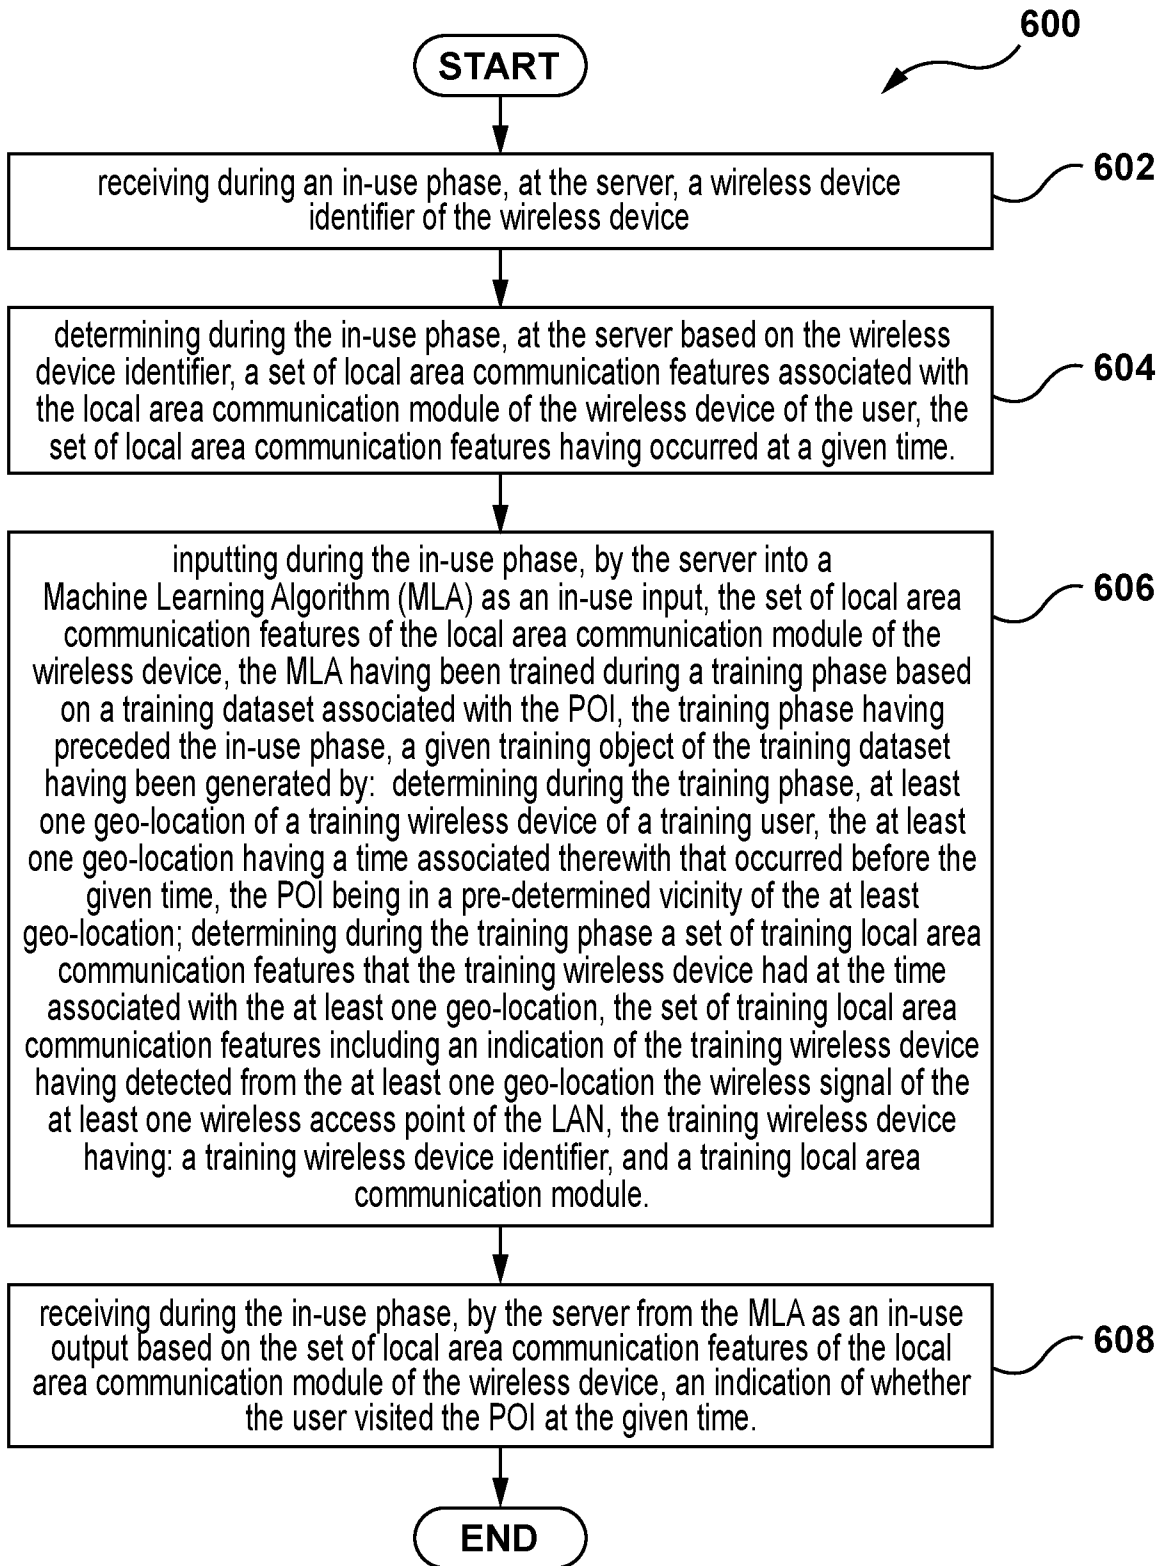 600
START
602
receiving during an in-use phase, at the server, a wireless device
identifier of the wireless device
604
determining during the in-use phase, at the server based on the wireless
device identifier, a set of local area communication features associated with
the local area communication module of the wireless device of the user, the
set of local area communication features having occurred at a given time.
606
inputting during the in-use phase, by the server into a
Machine Learning Algorithm (MLA) as an in-use input, the set of local area
communication features of the local area communication module of the
wireless device, the MLA having been trained during a training phase based
on a training dataset associated with the POI, the training phase having
preceded the in-use phase, a given training object of the training dataset
having been generated by: determining during the training phase, at least
one geo-location of a training wireless device of a training user, the at least
one geo-location having a time associated therewith that occurred before the
given time, the POI being in a pre-determined vicinity of the at least
geo-location; determining during the training phase a set of training local area
communication features that the training wireless device had at the time
associated with the at least one geo-location, the set of training local area
communication features including an indication of the training wireless device
having detected from the at least one geo-location the wireless signal of the
at least one wireless access point of the LAN, the training wireless device
having: a training wireless device identifier, and a training local area
communication module.
608
receiving during the in-use phase, by the server from the MLA as an in-use
output based on the set of local area communication features of the local
area communication module of the wireless device, an indication of whether
the user visited the POI at the given time.
END